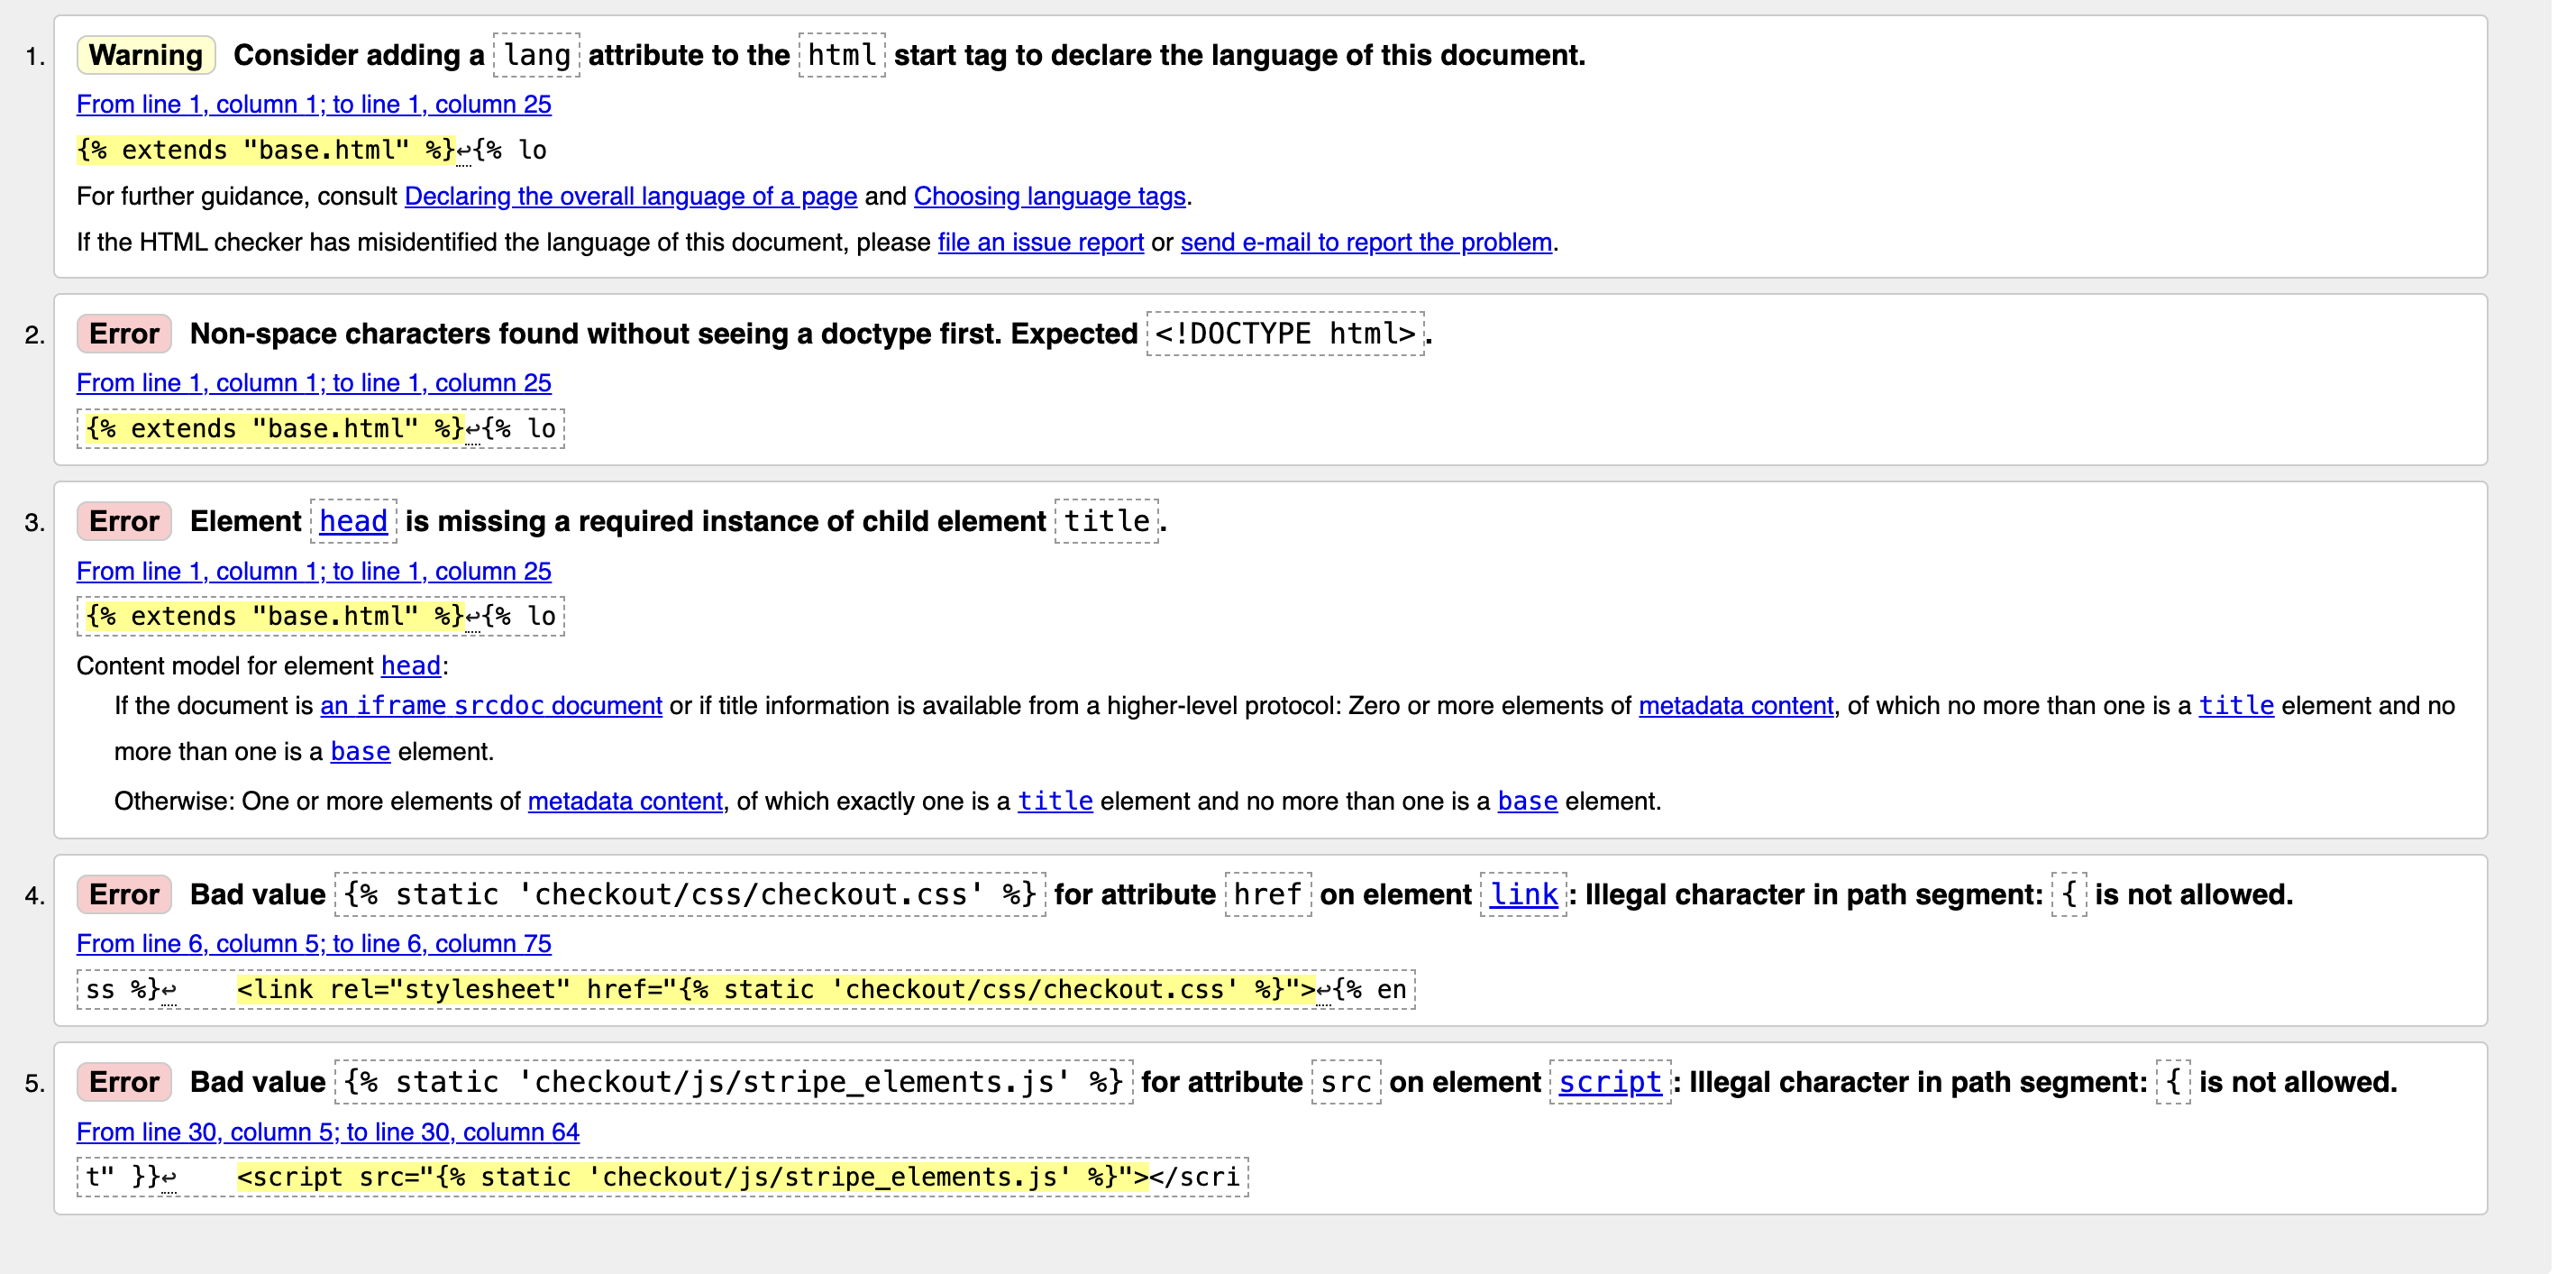 1. Warning Consider adding a lang attribute to the html start tag to declare the language of this document.
From line 1, column 1; to line 1, column 25
{% extends "base.html" %}↩{% lo
For further guidance, consult Declaring the overall language of a page and Choosing language tags.
If the HTML checker has misidentified the language of this document, please file an issue report or send e-mail to report the problem.
2. Error Non-space characters found without seeing a doctype first. Expected <!DOCTYPE html>.
From line 1, column 1; to line 1, column 25
{% extends "base.html" %}↩{% lo
3. Error Element head is missing a required instance of child element title.
From line 1, column 1; to line 1, column 25
{% extends "base.html" %}↩{% lo
Content model for element head:
If the document is an iframe srcdoc document or if title information is available from a higher-level protocol: Zero or more elements of metadata content, of which no more than one is a title element and no
more than one is a base element.
Otherwise: One or more elements of metadata content, of which exactly one is a title element and no more than one is a base element.
4. Error Bad value {% static 'checkout/css/checkout.css' %} for attribute href on element link: Illegal character in path segment: { is not allowed.
From line 6, column 5; to line 6, column 75
ss %}↩    <link rel="stylesheet" href="{% static 'checkout/css/checkout.css' %}">↩{% en
5. Error Bad value {% static 'checkout/js/stripe_elements.js' %} for attribute src on element script: Illegal character in path segment: { is not allowed.
From line 30, column 5; to line 30, column 64
t" }}↩    <script src="{% static 'checkout/js/stripe_elements.js' %}"></scri